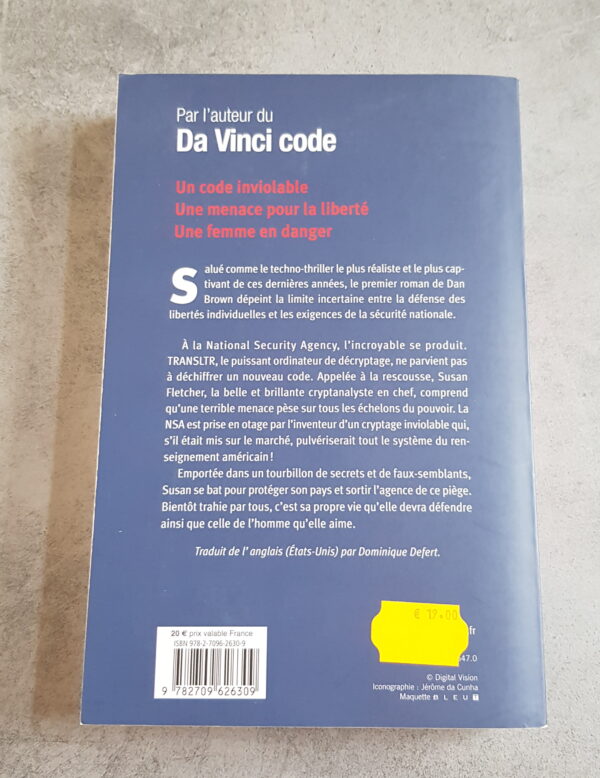 Par l'auteur du
Da Vinci code
Un code inviolable
Une menace pour la liberté
Une femme en danger
Salué comme le techno-thriller le plus réaliste et le plus cap-
tivant de ces dernières années, le premier roman de Dan
Brown dépeint la limite incertaine entre la défense des
libertés individuelles et les exigences de la sécurité nationale.
À la National Security Agency, l'incroyable se produit.
TRANSLTR, le puissant ordinateur de décryptage, ne parvient pas
à déchiffrer un nouveau code. Appelée à la rescousse, Susan
Fletcher, la belle et brillante cryptanalyste en chef, comprend
qu'une terrible menace pèse sur tous les échelons du pouvoir. La
NSA est prise en otage par l'inventeur d'un cryptage inviolable qui,
s'il était mis sur le marché, pulvériserait tout le système du ren-
seignement américain !
Emportée dans un tourbillon de secrets et de faux-semblants,
Susan se bat pour protéger son pays et sortir l'agence de ce piège.
Bientôt trahie par tous, c'est sa propre vie qu'elle devra défendre
ainsi que celle de l'homme qu'elle aime.
Traduit de l' anglais (États-Unis) par Dominique Defert.
€ 17.00
fr
47.0
20 € prix valable France
ISBN 978-2-7096-2630-9
9 782709 626309
© Digital Vision
Iconographie : Jérôme da Cunha
Maquette BLEU T